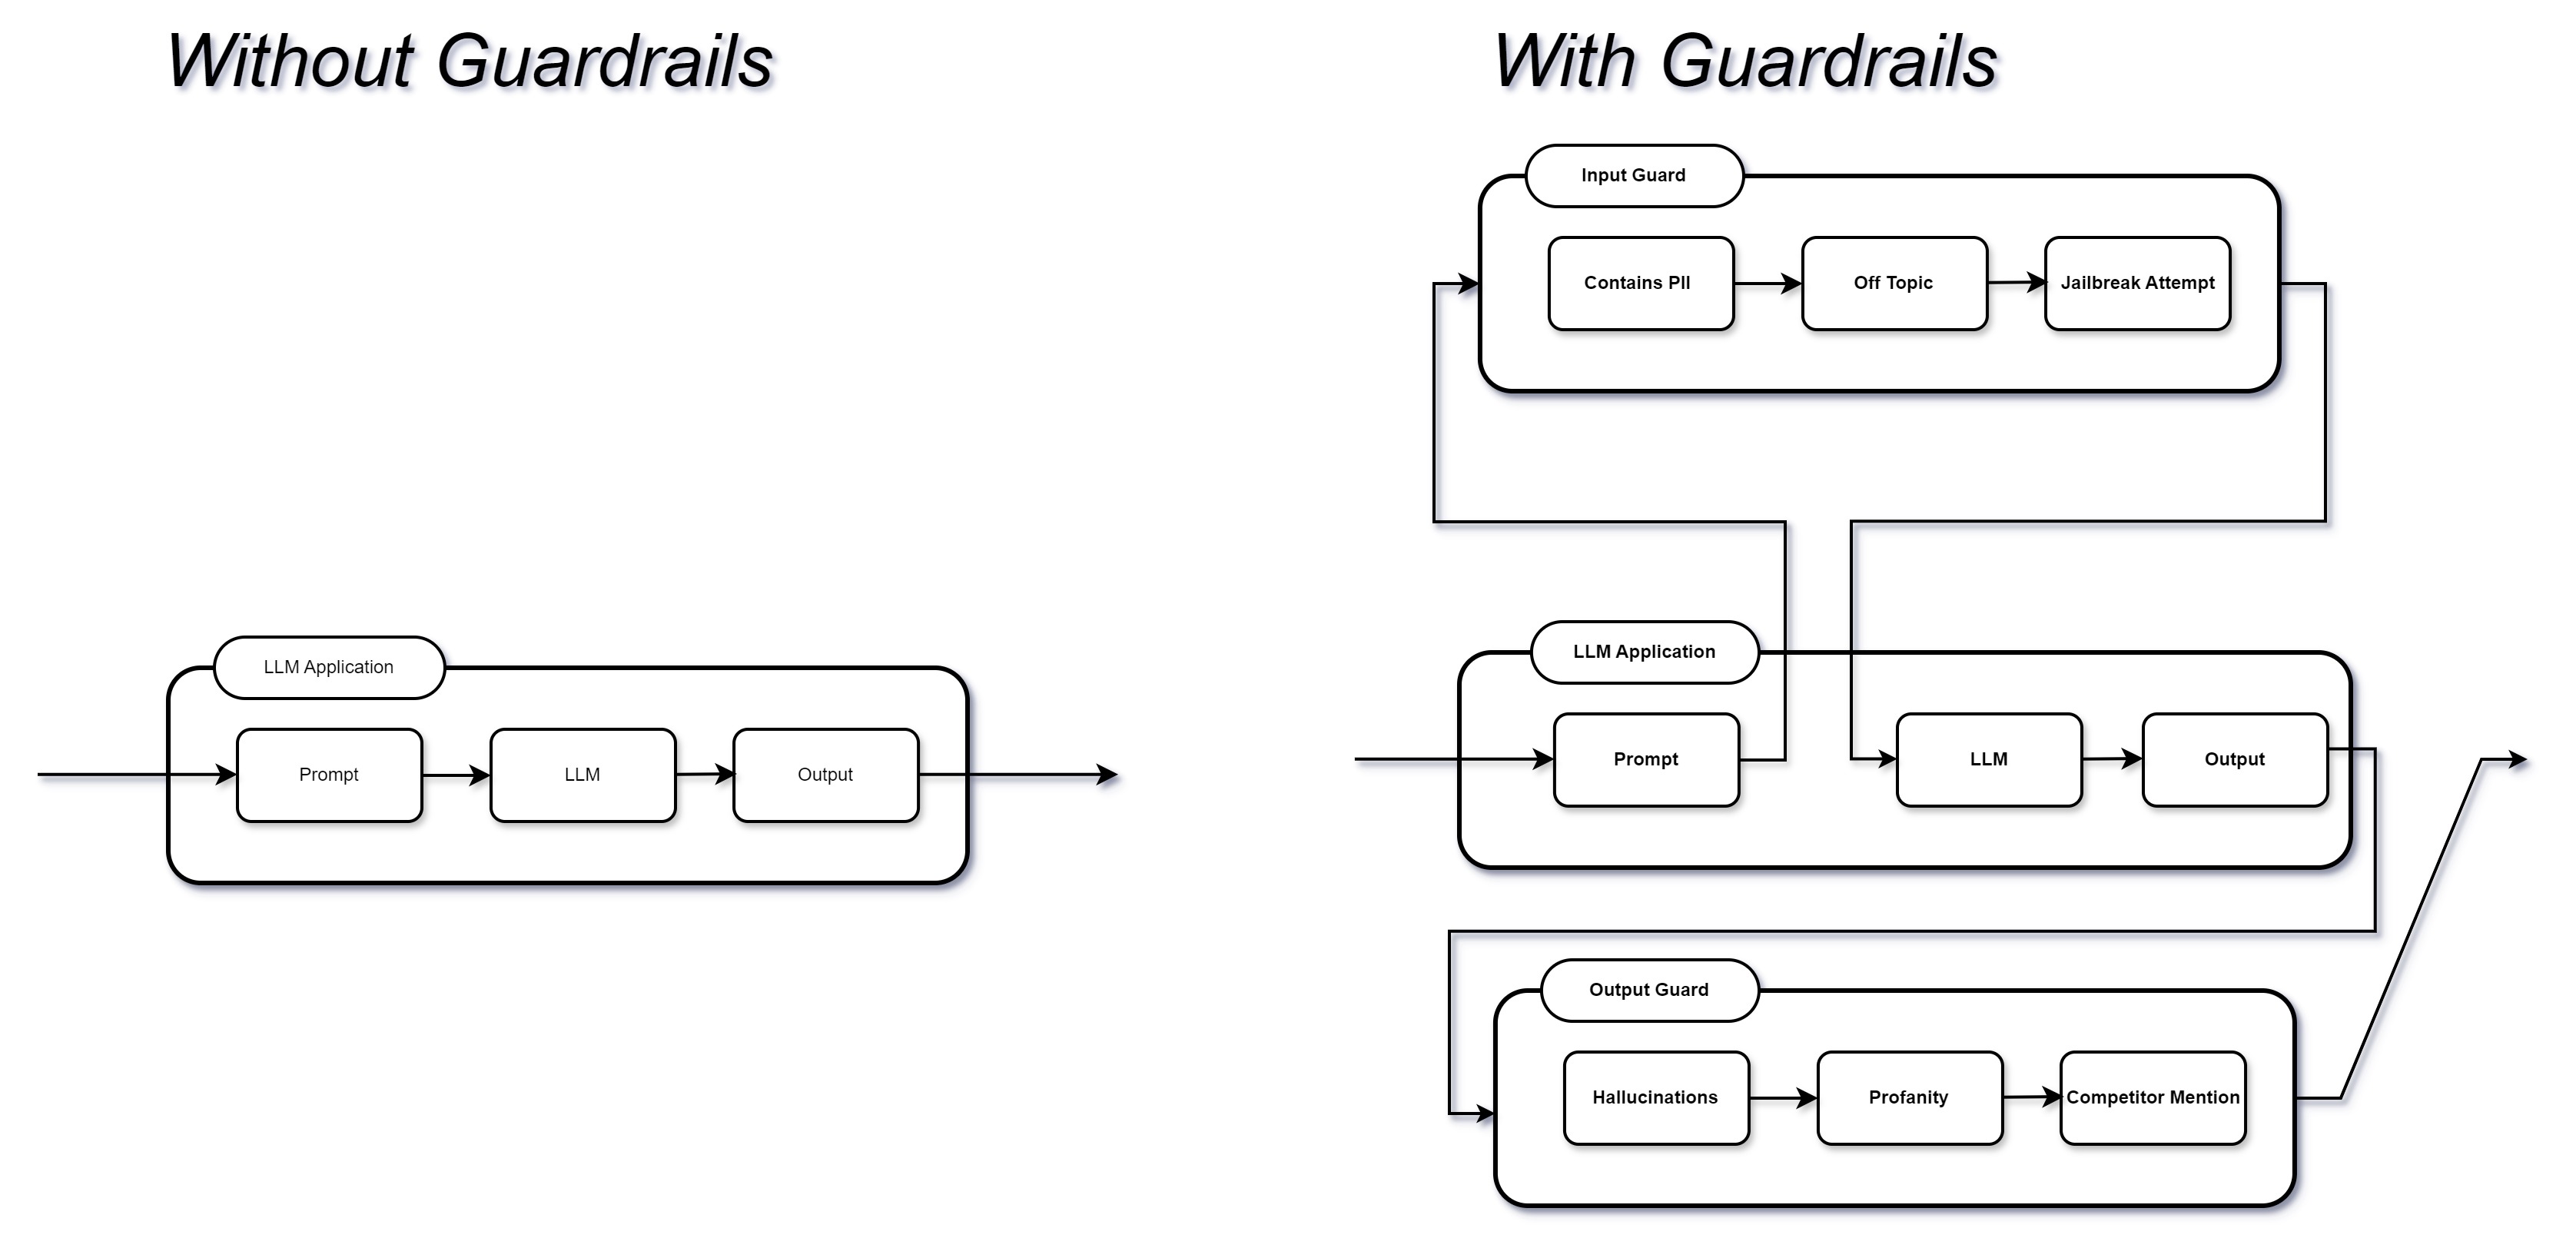 Without Guardrails
With Guardrails
LLM Application
Prompt
LLM
Output
Input Guard
Contains PII
Off Topic
Jailbreak Attempt
LLM Application
Prompt
LLM
Output
Output Guard
Hallucinations
Profanity
Competitor Mention